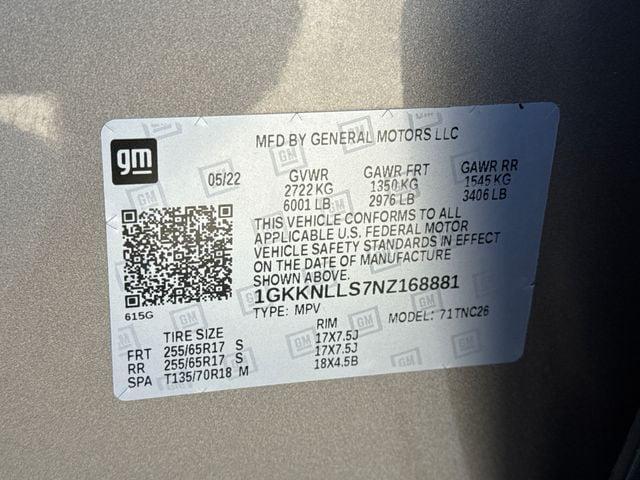 gm
MFD BY GENERAL MOTORS LLC
05/22
GVWR GAWR FRT GAWR RR
2722 KG 1350 KG 1545 KG
6001 LB 2976 LB 3406 LB
THIS VEHICLE CONFORMS TO ALL
APPLICABLE U.S. FEDERAL MOTOR
VEHICLE SAFETY STANDARDS IN EFFECT
ON THE DATE OF MANUFACTURE
SHOWN ABOVE.
1GKKNLLS7NZ168881
TYPE: MPV MODEL: 71TNC26
615G
TIRE SIZE RIM
FRT 255/65R17 S 17X7.5J
RR 255/65R17 S 17X7.5J
SPA T135/70R18 M 18X4.5B